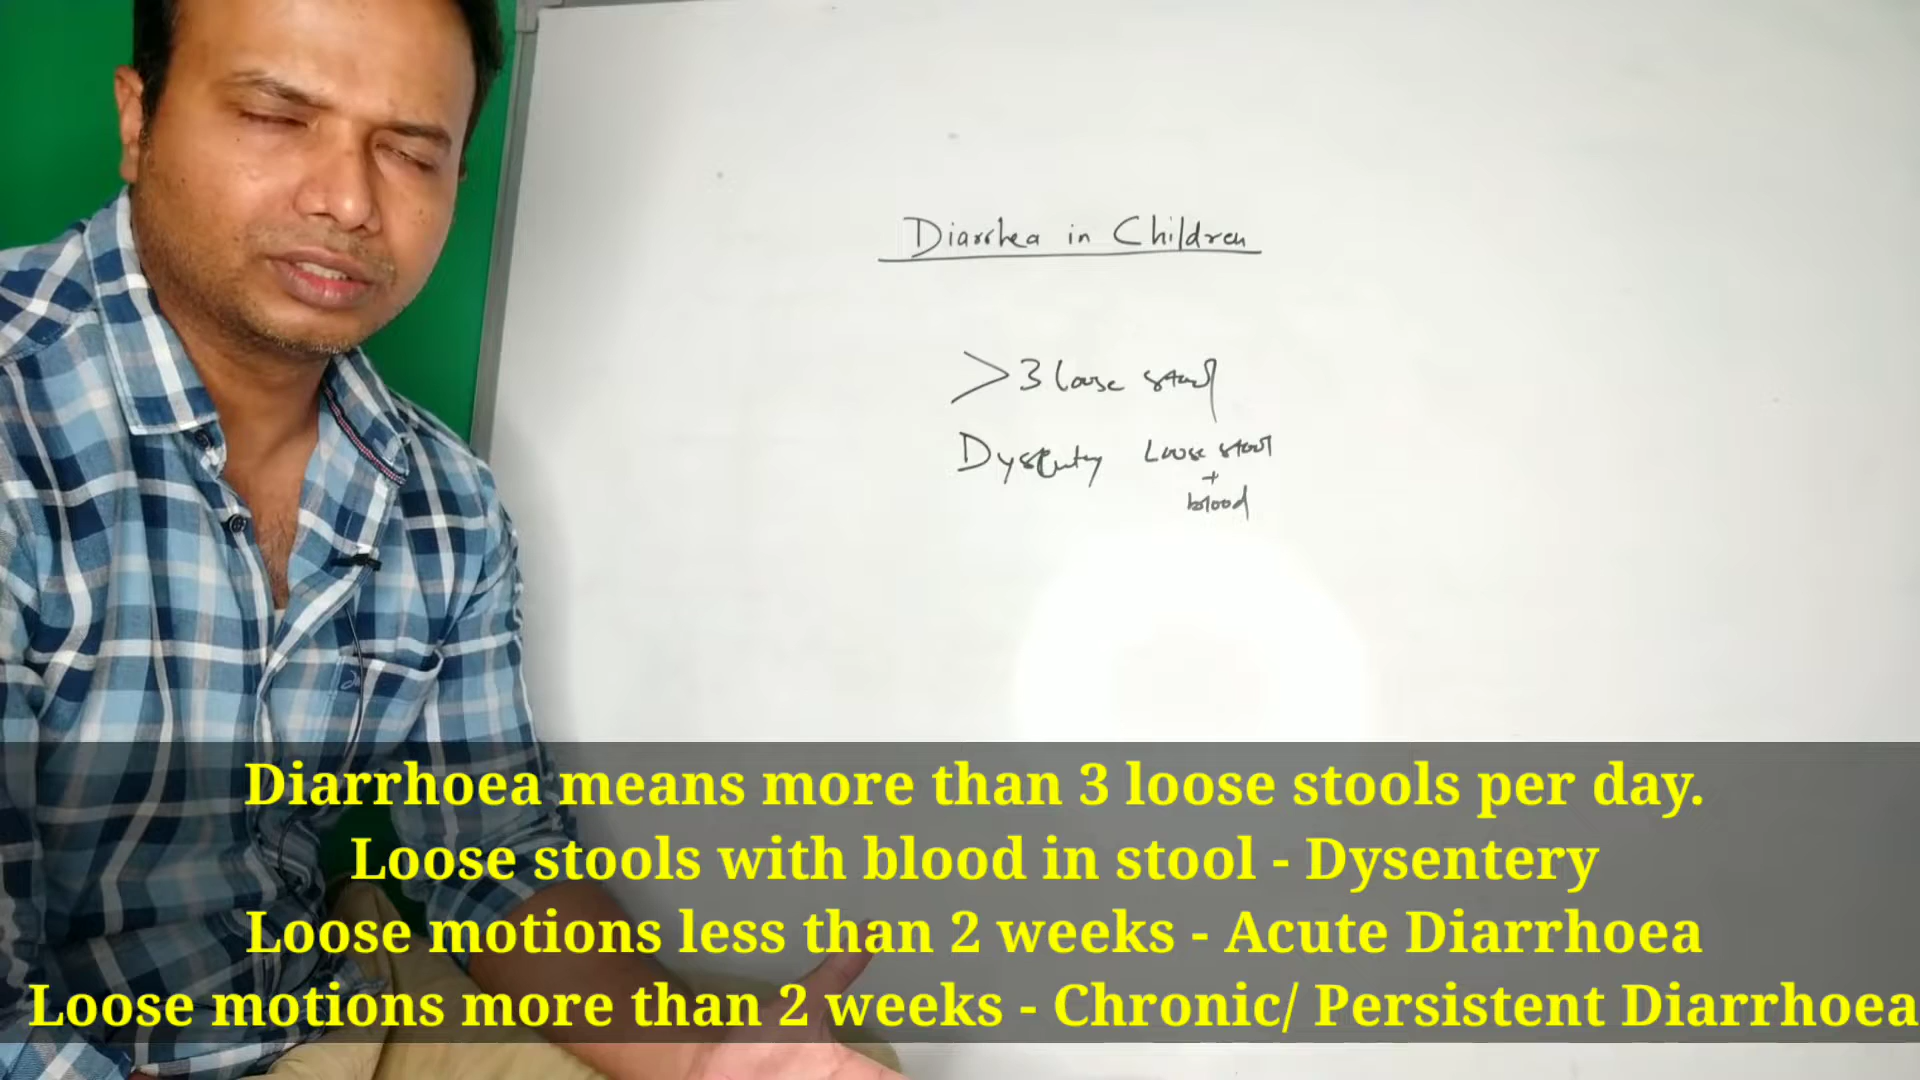 Diarrhea in Children
>3 loose stool
Dysentry Loose stool
+
blood
Diarrhoea means more than 3 loose stools per day.
Loose stools with blood in stool - Dysentery
Loose motions less than 2 weeks - Acute Diarrhoea
Loose motions more than 2 weeks - Chronic/ Persistent Diarrhoea